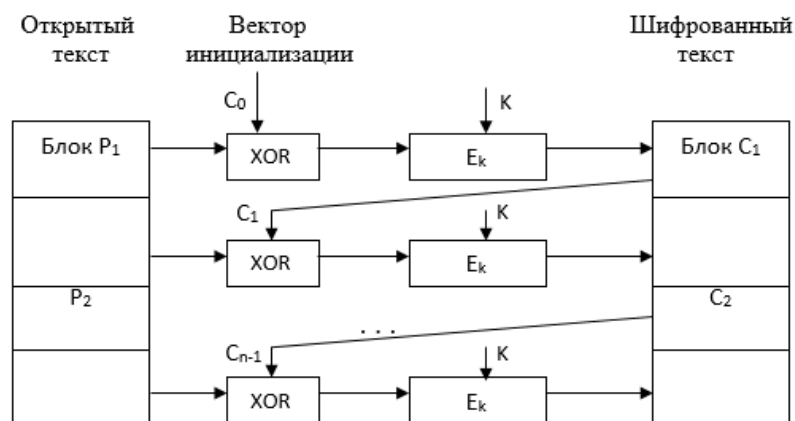 Открытый
текст
Вектор
инициализации
Шифрованный
текст
C₀
K
Блок P₁
XOR
Eₖ
Блок C₁
C₁
K
XOR
Eₖ
P₂
C₂
. . .
Cₙ₋₁
K
XOR
Eₖ